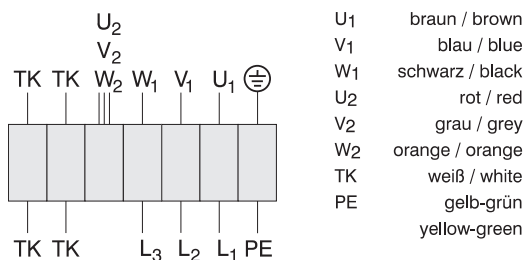 U2
V2
TK TK W2 W1 V1 U1
TK TK L3 L2 L1 PE
U1 braun / brown
V1 blau / blue
W1 schwarz / black
U2 rot / red
V2 grau / grey
W2 orange / orange
TK weiß / white
PE gelb-grün
yellow-green